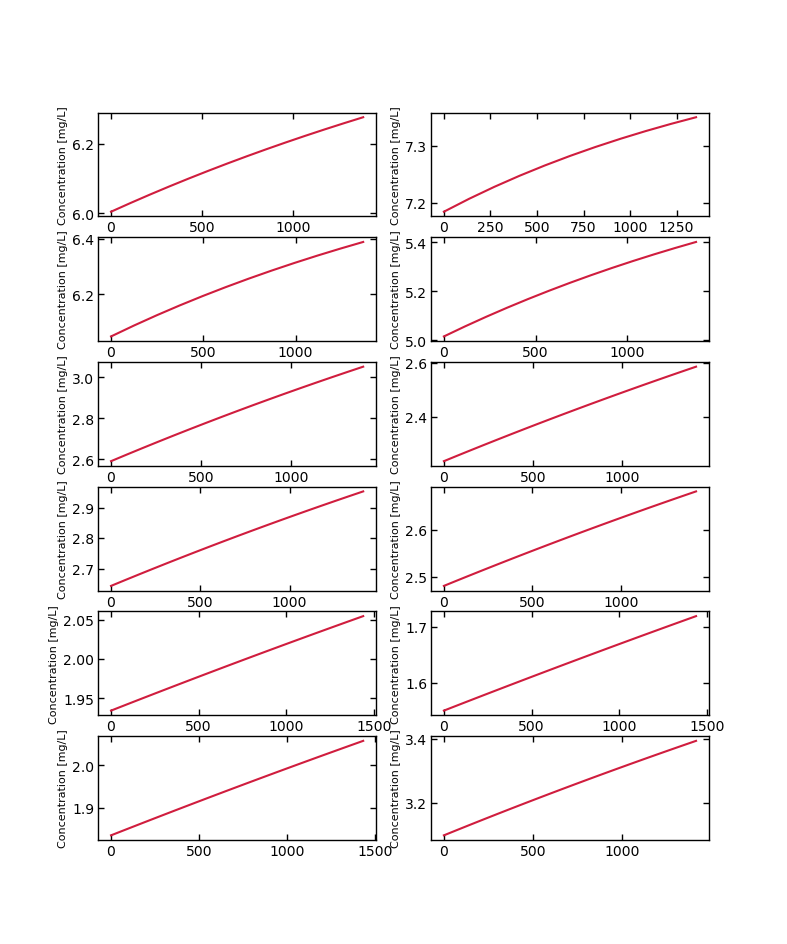 Concentration [mg/L]
6.2
6.0
0 500 1000
Concentration [mg/L]
7.3
7.2
0 250 500 750 1000 1250
Concentration [mg/L]
6.4
6.2
0 500 1000
Concentration [mg/L]
5.4
5.2
5.0
0 500 1000
Concentration [mg/L]
3.0
2.8
2.6
0 500 1000
Concentration [mg/L]
2.6
2.4
0 500 1000
Concentration [mg/L]
2.9
2.8
2.7
0 500 1000
Concentration [mg/L]
2.6
2.5
0 500 1000
Concentration [mg/L]
2.05
2.00
1.95
0 500 1000 1500
Concentration [mg/L]
1.7
1.6
0 500 1000 1500
Concentration [mg/L]
2.0
1.9
0 500 1000 1500
Concentration [mg/L]
3.4
3.2
0 500 1000